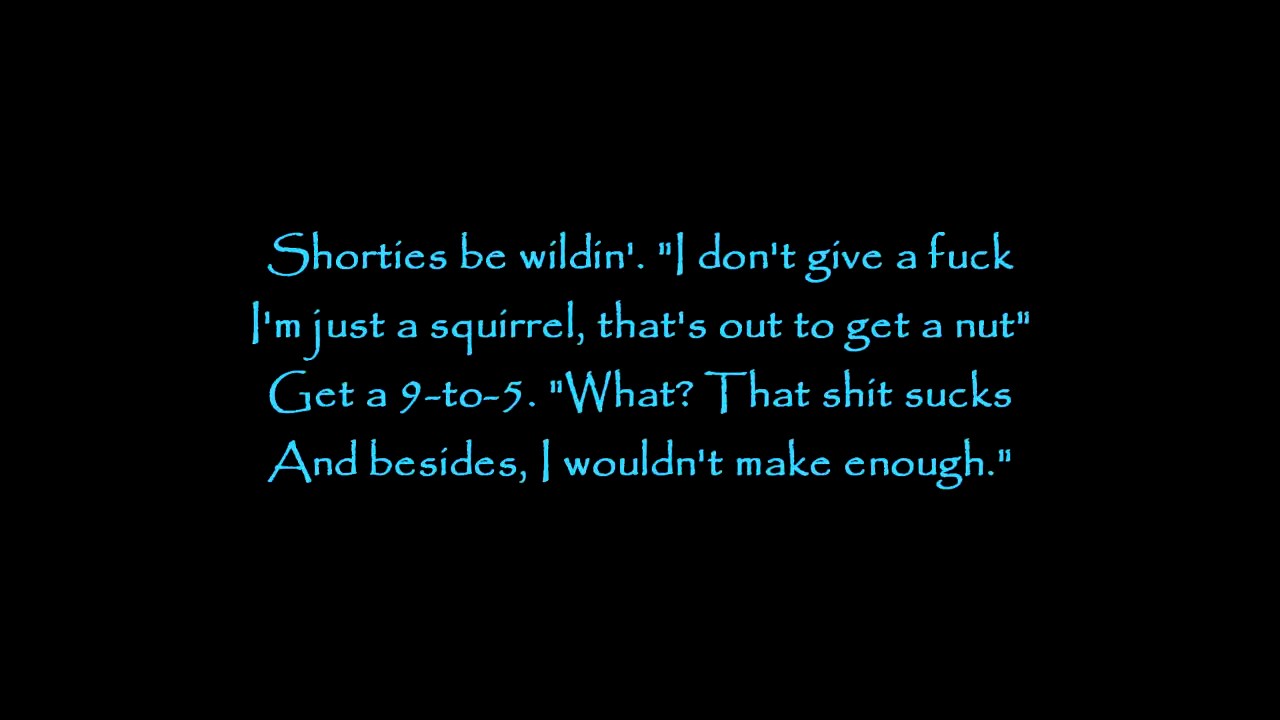 Shorties be wildin'. "I don't give a fuck
I'm just a squirrel, that's out to get a nut"
Get a 9-to-5. "What? That shit sucks
And besides, I wouldn't make enough."